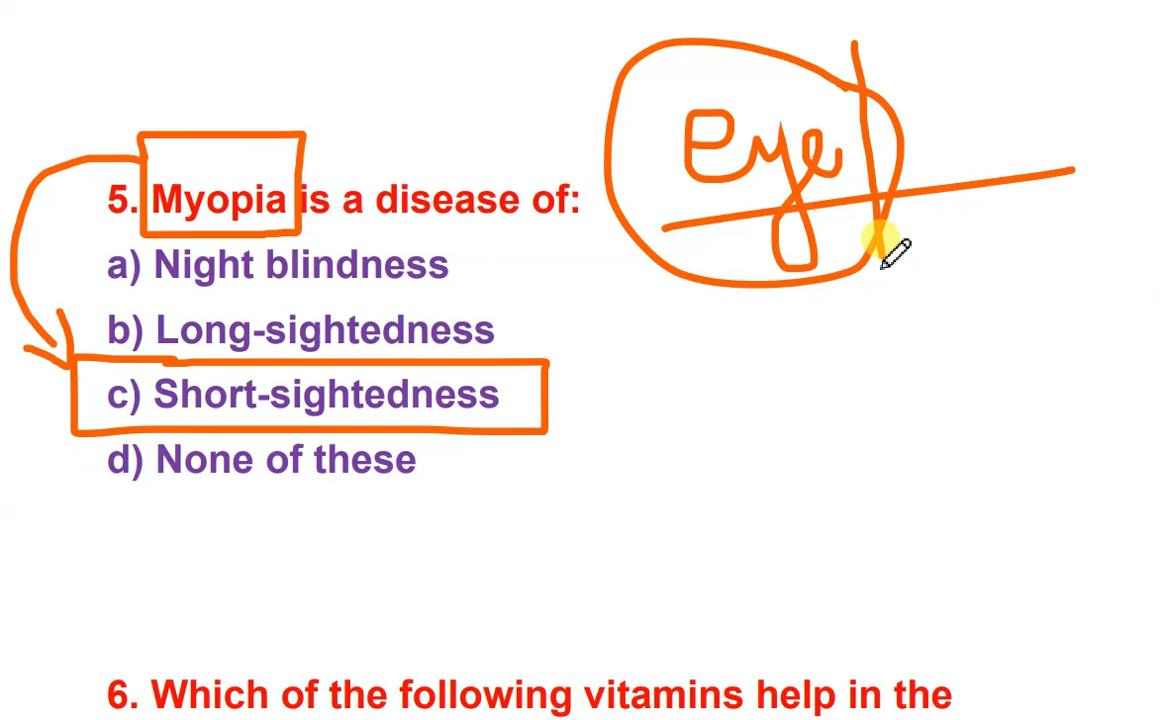 eye
5. Myopia is a disease of:
a) Night blindness
b) Long-sightedness
c) Short-sightedness
d) None of these
6. Which of the following vitamins help in the